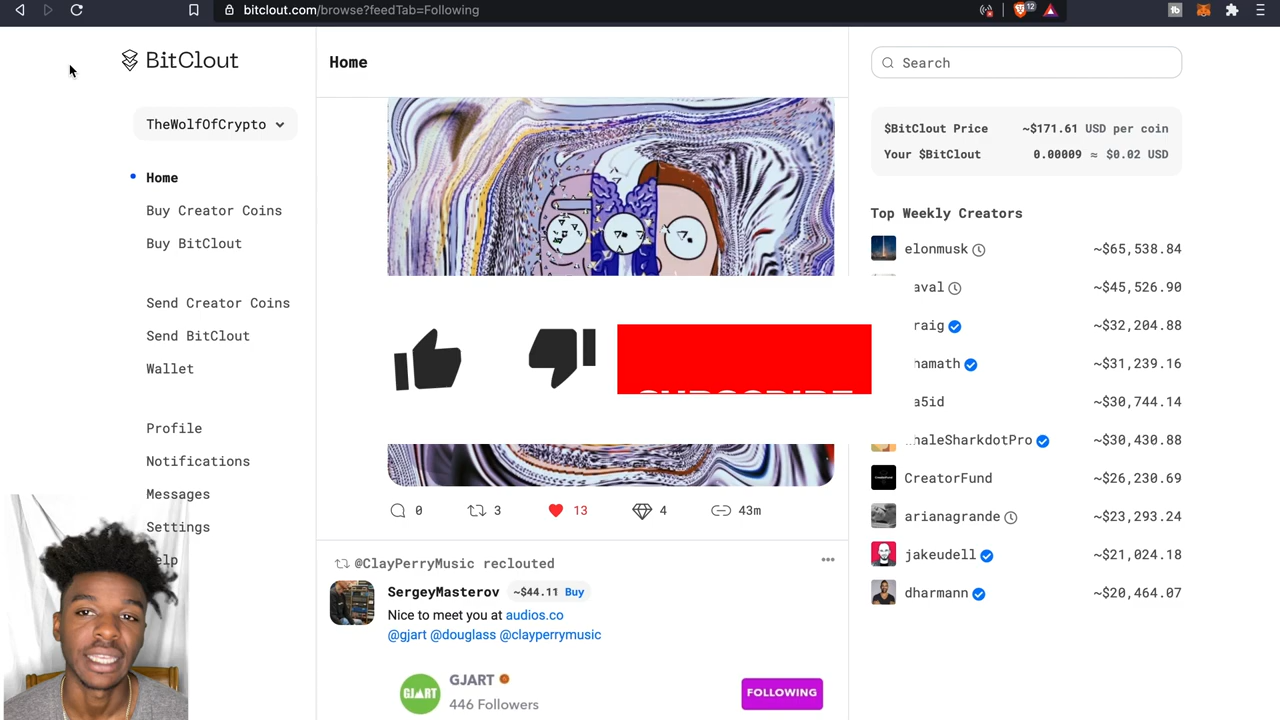 bitclout.com/browse?feedTab=Following
12
BitClout
TheWolfOfCrypto
Home
Buy Creator Coins
Buy BitClout
Send Creator Coins
Send BitClout
Wallet
Profile
Notifications
Messages
Settings
Home
0
3
13
4
43m
@ClayPerryMusic reclouted
SergeyMasterov ~$44.11 Buy
Nice to meet you at audios.co
@gjart @douglass @clayperrymusic
GJART
GJART
446 Followers
FOLLOWING
Search
$BitClout Price ~$171.61 USD per coin
Your $BitClout 0.00009 ≈ $0.02 USD
Top Weekly Creators
elonmusk ~$65,538.84
aval ~$45,526.90
raig ~$32,204.88
hamath ~$31,239.16
a5id ~$30,744.14
haleSharkdotPro ~$30,430.88
CreatorFund ~$26,230.69
arianagrande ~$23,293.24
jakeudell ~$21,024.18
dharmann ~$20,464.07